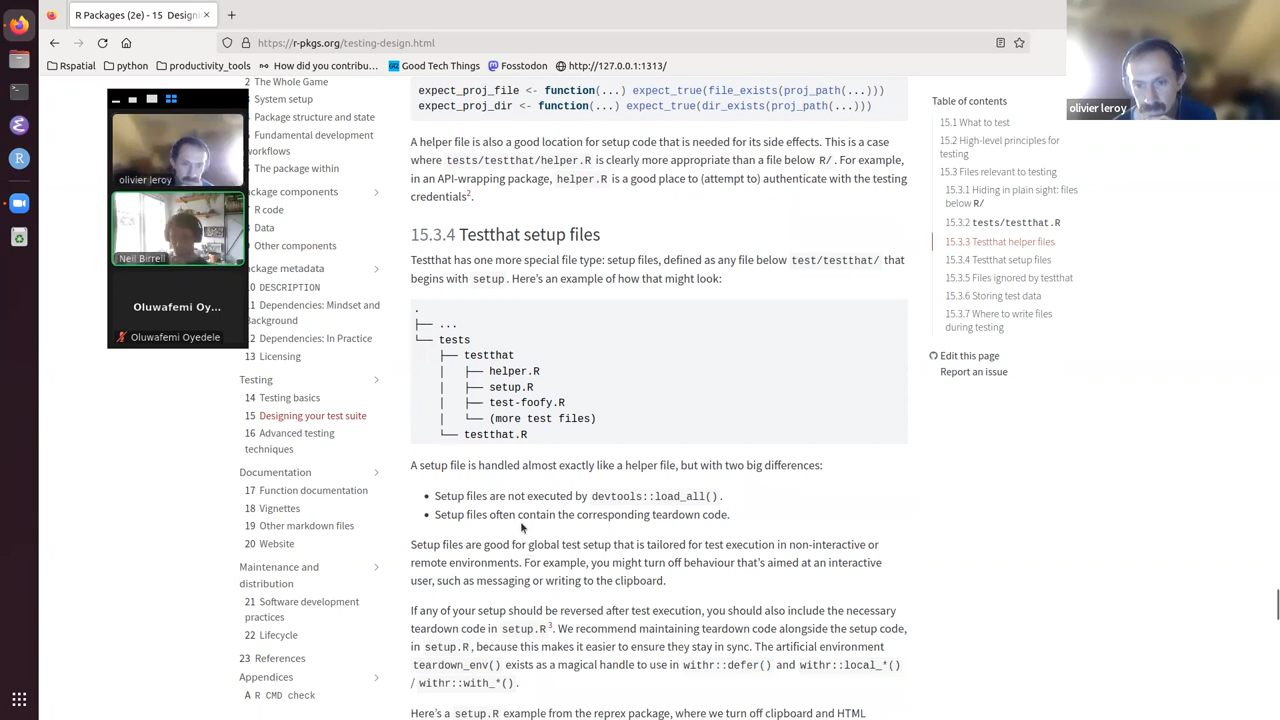 R Packages (2e) - 15 Designi
https://r-pkgs.org/testing-design.html
Rspatial
python
productivity_tools
How did you contribu...
Good Tech Things
Fosstodon
http://127.0.0.1:1313/
olivier leroy
olivier leroy
Neil Birrell
Oluwafemi Oy...
Oluwafemi Oyedele
2 The Whole Game
3 System setup
4 Package structure and state
5 Fundamental development
workflows
6 The package within
ackage components
7 R code
8 Data
9 Other components
ackage metadata
10 DESCRIPTION
11 Dependencies: Mindset and
Background
12 Dependencies: In Practice
13 Licensing
Testing
14 Testing basics
15 Designing your test suite
16 Advanced testing
techniques
Documentation
17 Function documentation
18 Vignettes
19 Other markdown files
20 Website
Maintenance and
distribution
21 Software development
practices
22 Lifecycle
23 References
Appendices
A R CMD check
expect_proj_file <- function(...) expect_true(file_exists(proj_path(...)))
expect_proj_dir <- function(...) expect_true(dir_exists(proj_path(...)))
A helper file is also a good location for setup code that is needed for its side effects. This is a case
where tests/testthat/helper.R is clearly more appropriate than a file below R/. For example,
in an API-wrapping package, helper.R is a good place to (attempt to) authenticate with the testing
credentials2.
15.3.4 Testthat setup files
Testthat has one more special file type: setup files, defined as any file below test/testthat/ that
begins with setup. Here's an example of how that might look:
.
├── ...
└── tests
├── testthat
│ ├── helper.R
│ ├── setup.R
│ ├── test-foofy.R
│ └── (more test files)
└── testthat.R
A setup file is handled almost exactly like a helper file, but with two big differences:
• Setup files are not executed by devtools::load_all().
• Setup files often contain the corresponding teardown code.
Setup files are good for global test setup that is tailored for test execution in non-interactive or
remote environments. For example, you might turn off behaviour that's aimed at an interactive
user, such as messaging or writing to the clipboard.
If any of your setup should be reversed after test execution, you should also include the necessary
teardown code in setup.R3. We recommend maintaining teardown code alongside the setup code,
in setup.R, because this makes it easier to ensure they stay in sync. The artificial environment
teardown_env() exists as a magical handle to use in withr::defer() and withr::local_*()
/ withr::with_*().
Here's a setup.R example from the reprex package, where we turn off clipboard and HTML
Table of contents
15.1 What to test
15.2 High-level principles for
testing
15.3 Files relevant to testing
15.3.1 Hiding in plain sight: files
below R/
15.3.2 tests/testthat.R
15.3.3 Testthat helper files
15.3.4 Testthat setup files
15.3.5 Files ignored by testthat
15.3.6 Storing test data
15.3.7 Where to write files
during testing
Edit this page
Report an issue